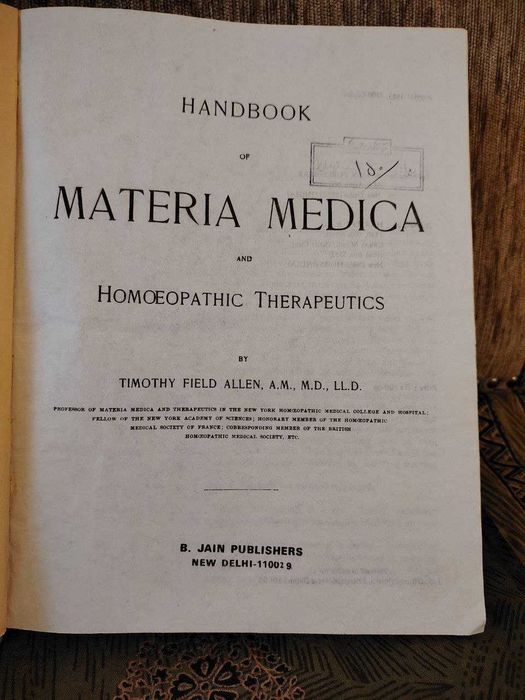 HANDBOOK
OF
MATERIA MEDICA
AND
HOMŒOPATHIC THERAPEUTICS
BY
TIMOTHY FIELD ALLEN, A.M., M.D., LL.D.
PROFESSOR OF MATERIA MEDICA AND THERAPEUTICS IN THE NEW YORK HOMŒOPATHIC MEDICAL COLLEGE AND HOSPITAL;
FELLOW OF THE NEW YORK ACADEMY OF SCIENCES; HONORARY MEMBER OF THE HOMŒOPATHIC
MEDICAL SOCIETY OF FRANCE; CORRESPONDING MEMBER OF THE BRITISH
HOMŒOPATHIC MEDICAL SOCIETY, ETC.
B. JAIN PUBLISHERS
NEW DELHI-110029